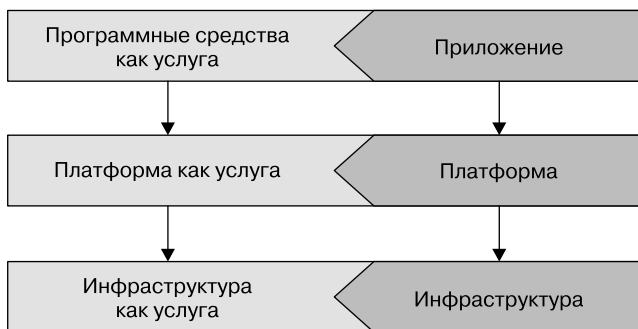 Программные средства
как услуга
Приложение
Платформа как услуга
Платформа
Инфраструктура
как услуга
Инфраструктура